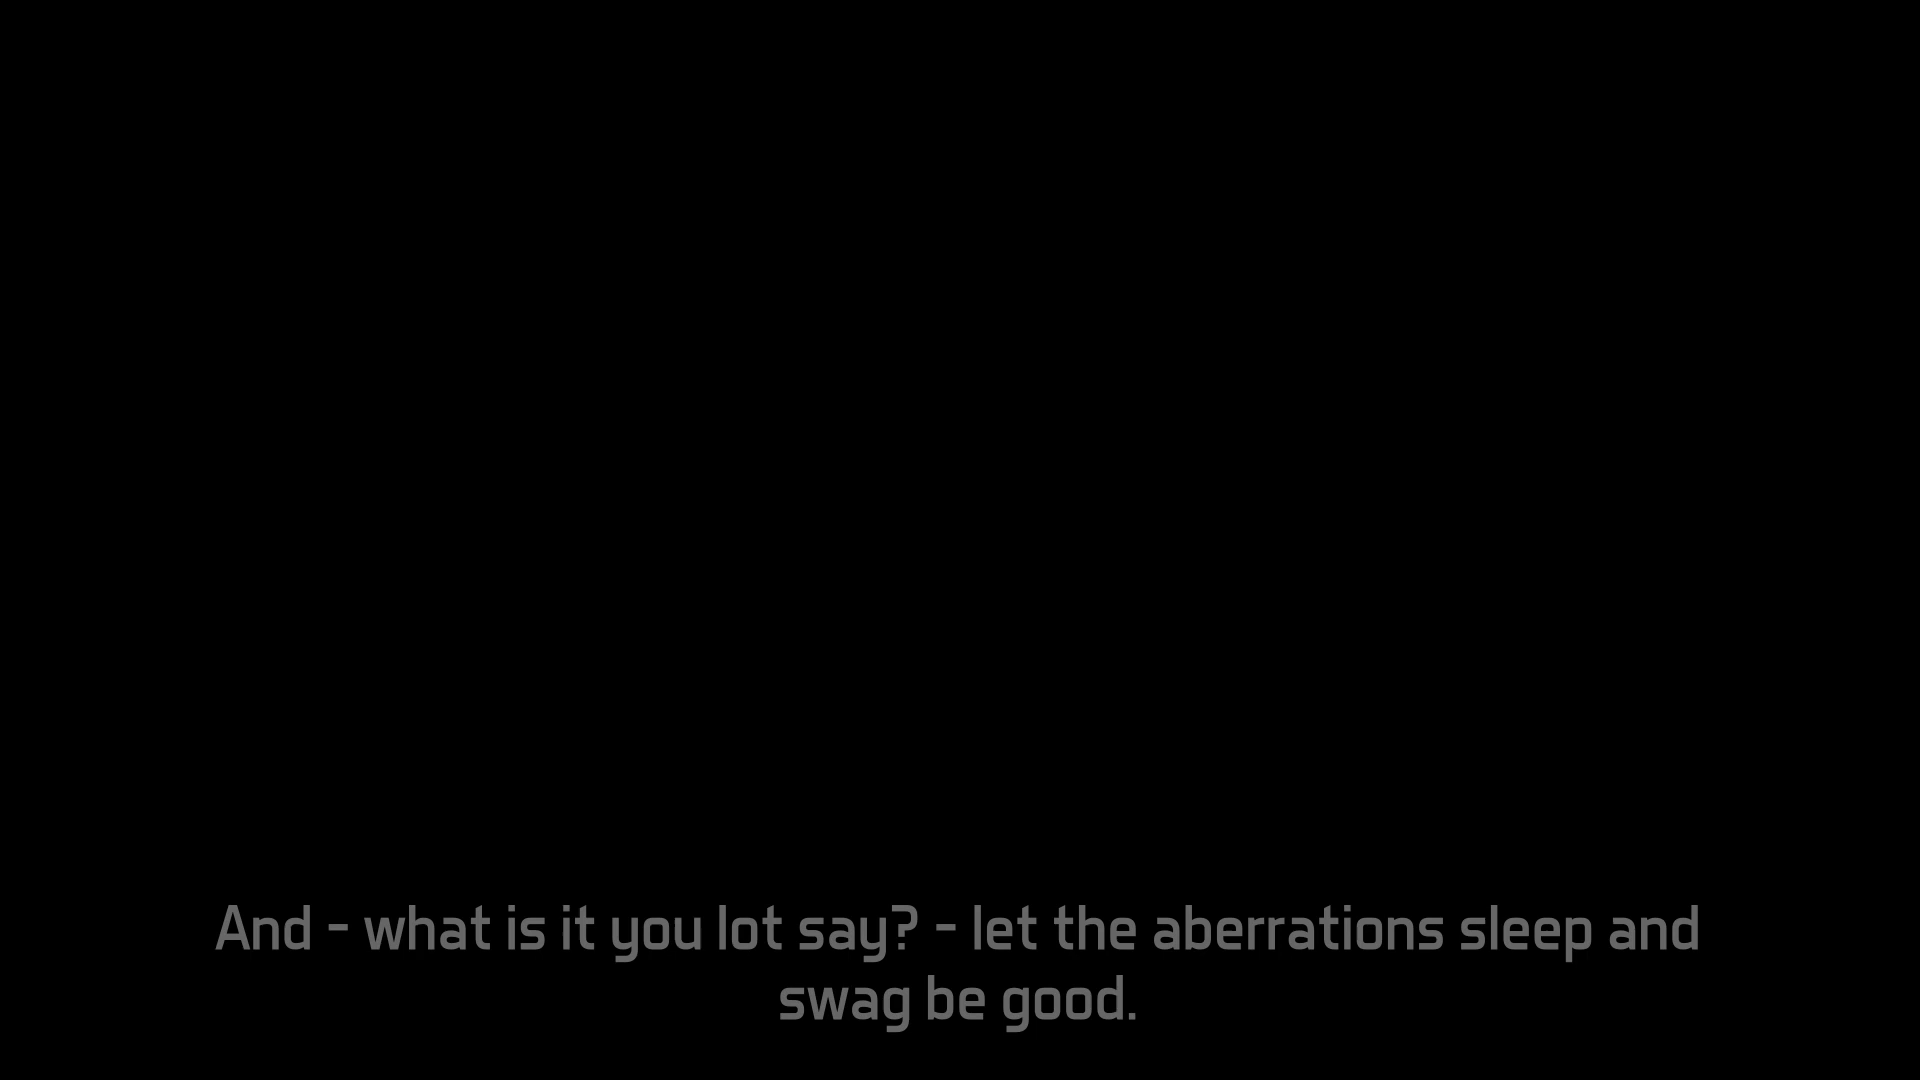 And - what is it you lot say? - let the aberrations sleep and
swag be good.